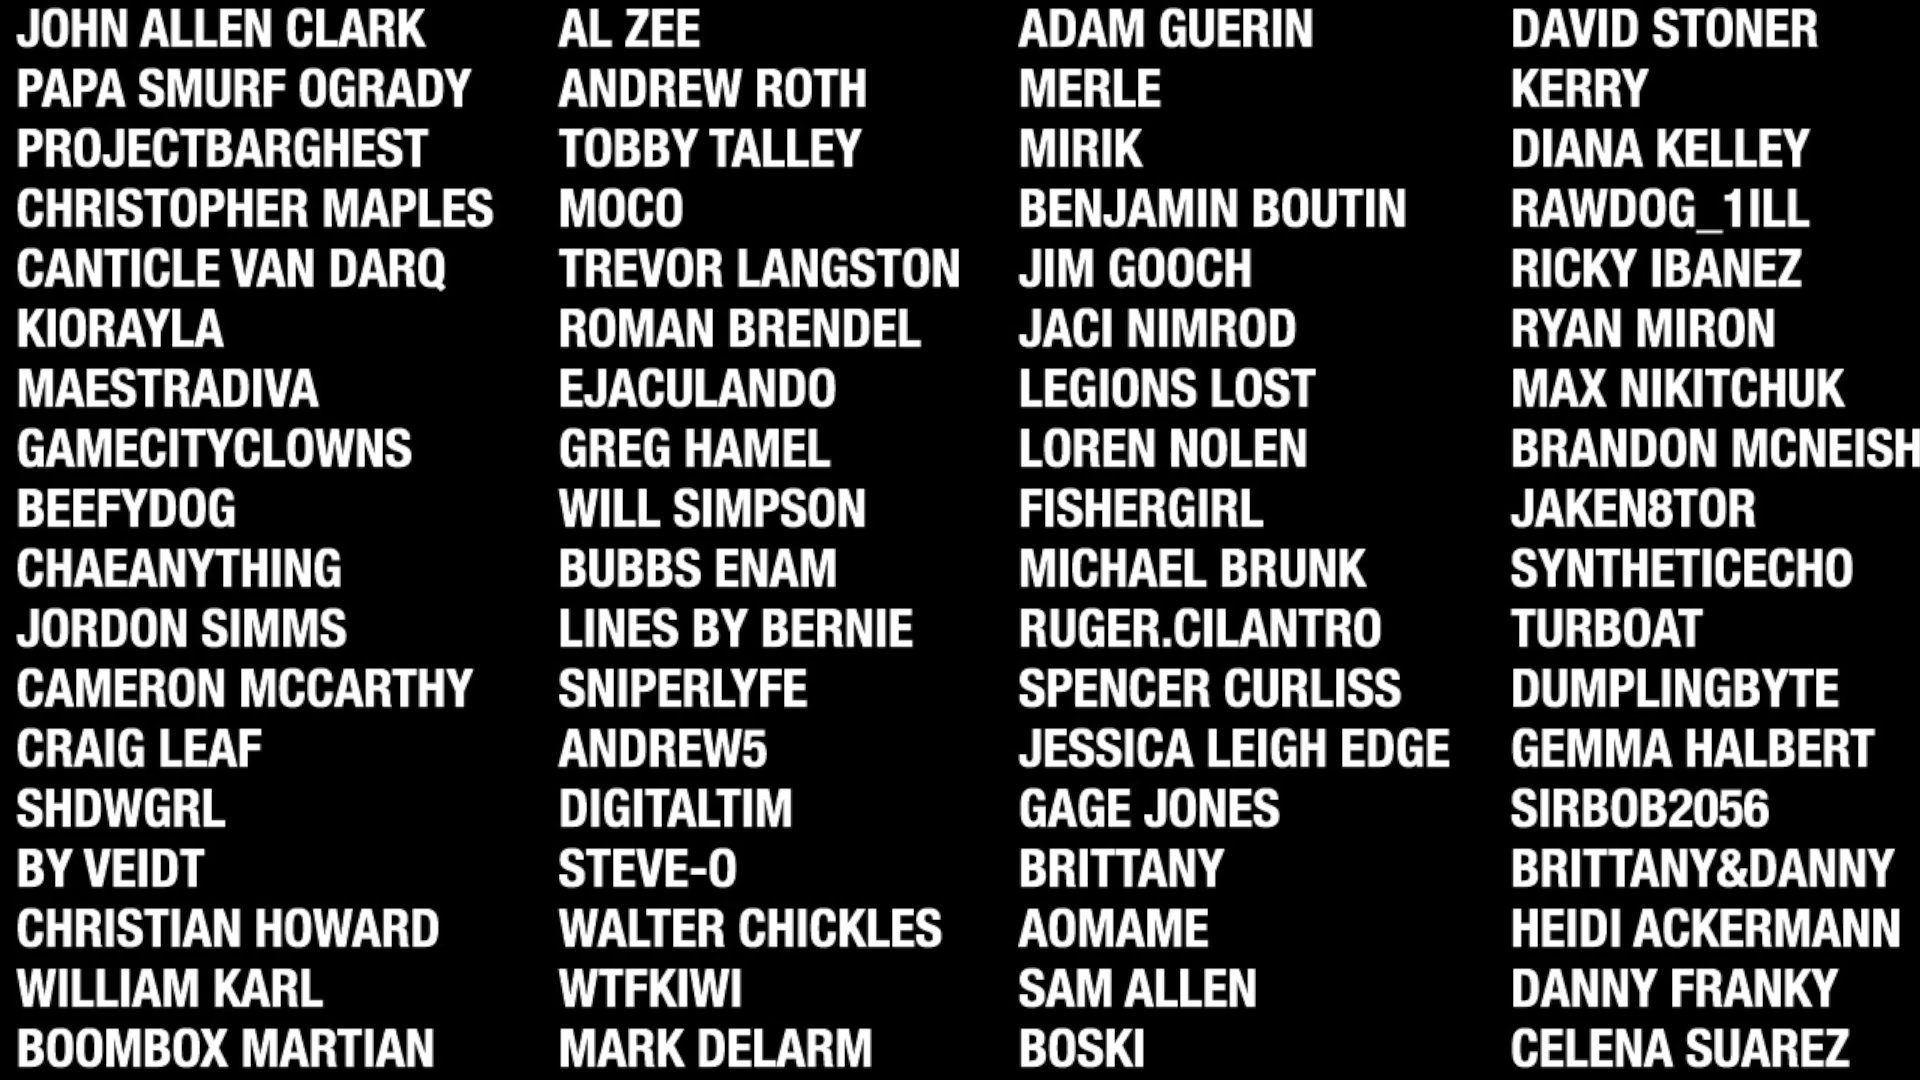 JOHN ALLEN CLARK
PAPA SMURF OGRADY
PROJECTBARGHEST
CHRISTOPHER MAPLES
CANTICLE VAN DARQ
KIORAYLA
MAESTRADIVA
GAMECITYCLOWNS
BEEFYDOG
CHAEANYTHING
JORDON SIMMS
CAMERON MCCARTHY
CRAIG LEAF
SHDWGRL
BY VEIDT
CHRISTIAN HOWARD
WILLIAM KARL
BOOMBOX MARTIAN
AL ZEE
ANDREW ROTH
TOBBY TALLEY
MOCO
TREVOR LANGSTON
ROMAN BRENDEL
EJACULANDO
GREG HAMEL
WILL SIMPSON
BUBBS ENAM
LINES BY BERNIE
SNIPERLYFE
ANDREW5
DIGITALTIM
STEVE-O
WALTER CHICKLES
WTFKIWI
MARK DELARM
ADAM GUERIN
MERLE
MIRIK
BENJAMIN BOUTIN
JIM GOOCH
JACI NIMROD
LEGIONS LOST
LOREN NOLEN
FISHERGIRL
MICHAEL BRUNK
RUGER.CILANTRO
SPENCER CURLISS
JESSICA LEIGH EDGE
GAGE JONES
BRITTANY
AOMAME
SAM ALLEN
BOSKI
DAVID STONER
KERRY
DIANA KELLEY
RAWDOG_1ILL
RICKY IBANEZ
RYAN MIRON
MAX NIKITCHUK
BRANDON MCNEISH
JAKEN8TOR
SYNTHETICECHO
TURBOAT
DUMPLINGBYTE
GEMMA HALBERT
SIRBOB2056
BRITTANY&DANNY
HEIDI ACKERMANN
DANNY FRANKY
CELENA SUAREZ